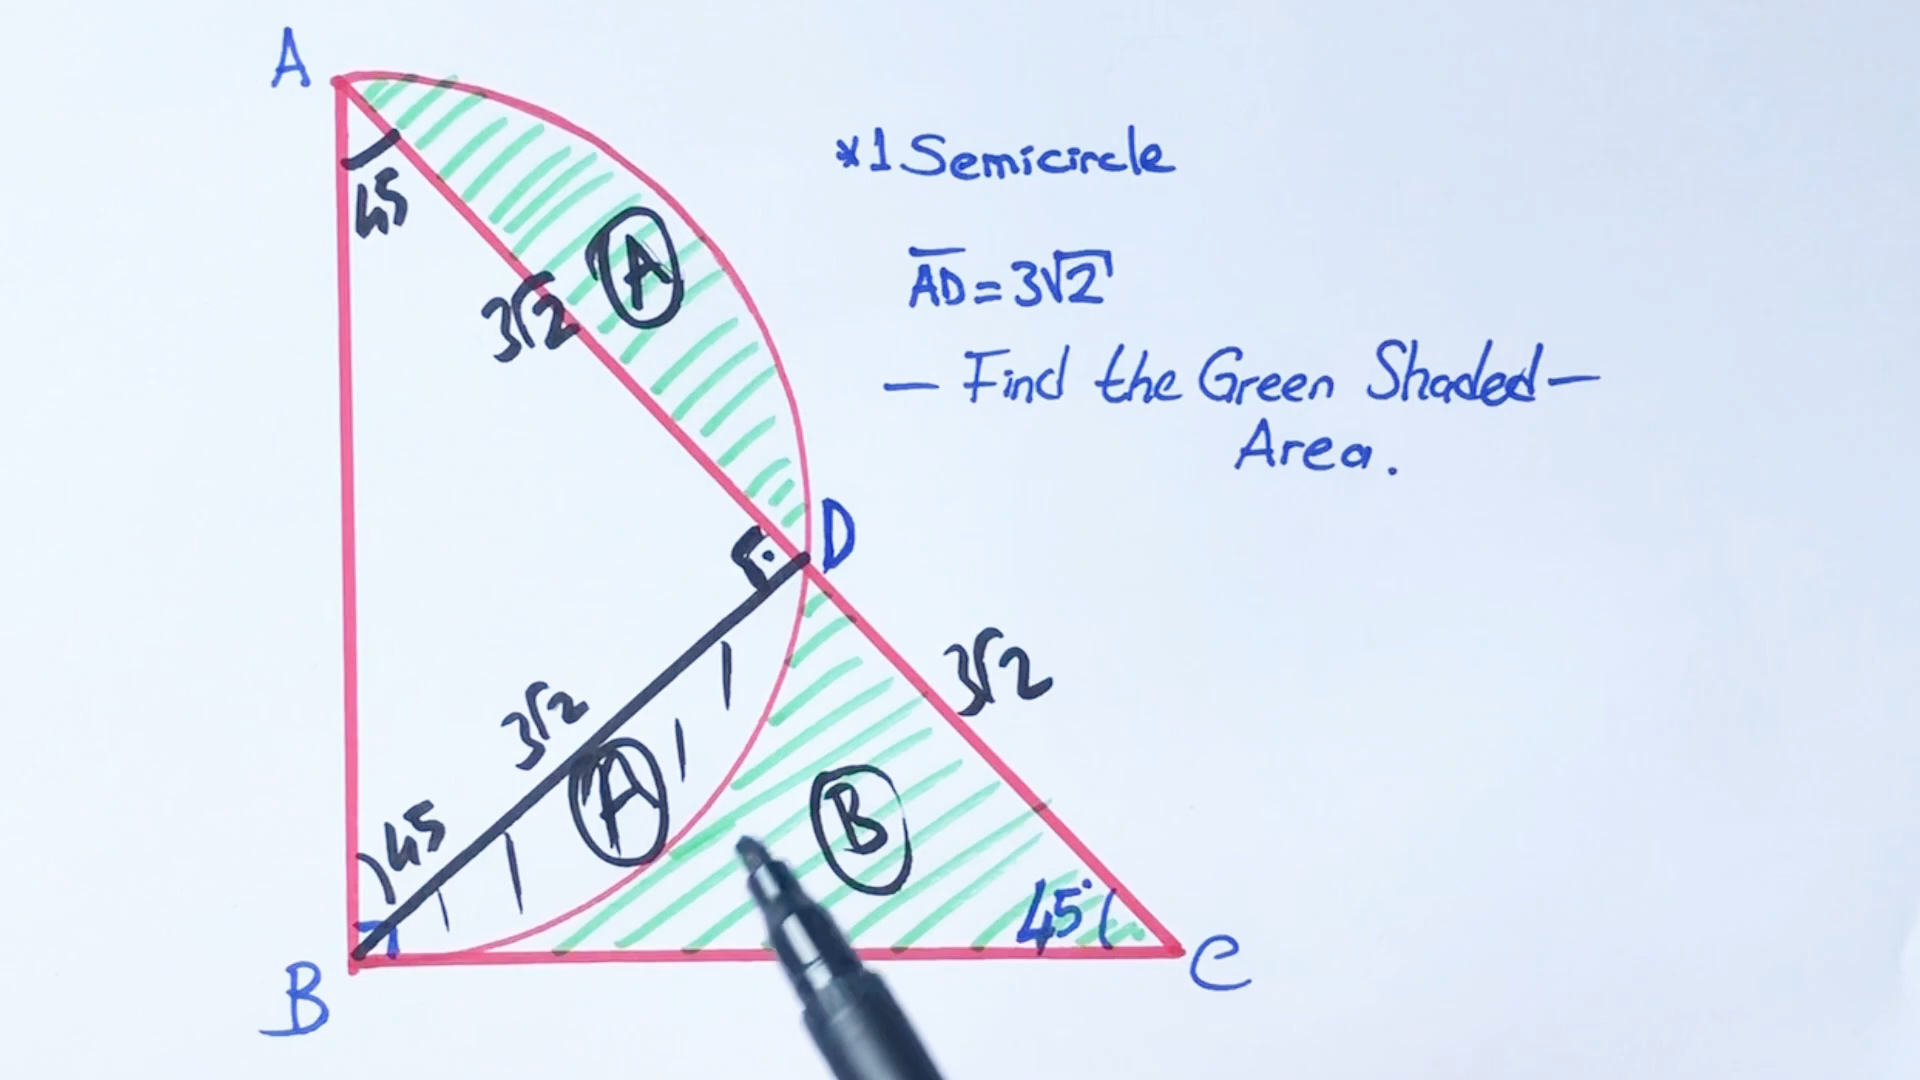 A
*1 Semicircle
45
A
AD = 3√2
3√2
— Find the Green Shaded —
Area.
D
3√2
3√2
A
B
45
45°
B
C